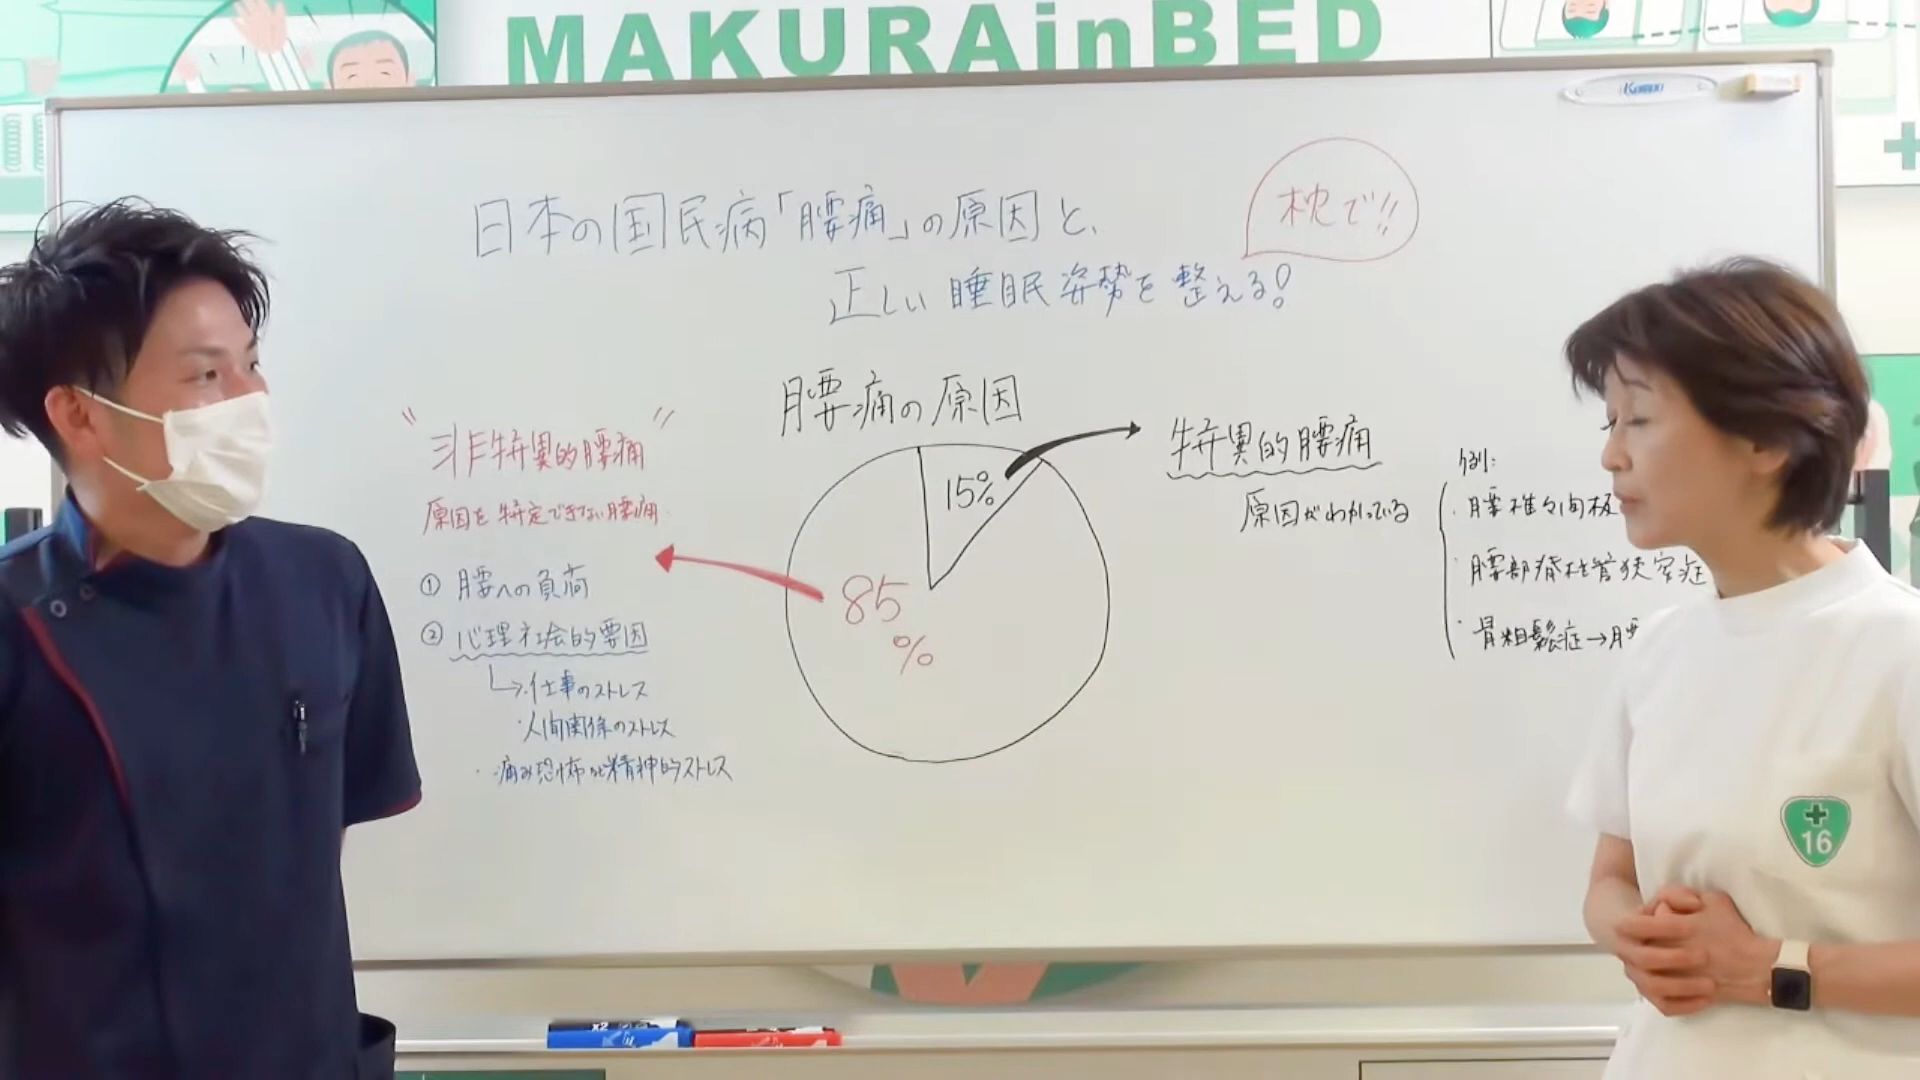 MAKURAinBED
日本の国民病「腰痛」の原因と、
正しい睡眠姿勢を整える!
枕で!!
腰痛の原因
15%
85
%
"非特異的腰痛"
原因を特定できない腰痛
① 腰への負荷
② 心理社会的要因
→・仕事のストレス
・人間関係のストレス
・痛み恐怖 精神的ストレス
特異的腰痛
原因がわかっている
例:
・腰椎々間板
・腰部脊柱管狭窄症
・骨粗鬆症→腰
16